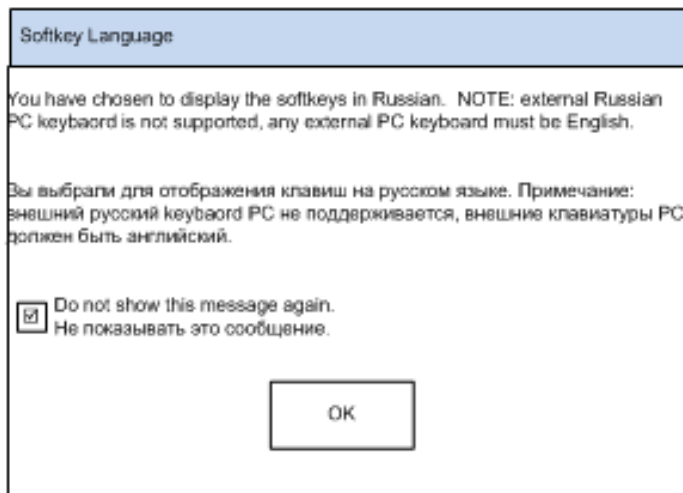 Softkey Language
You have chosen to display the softkeys in Russian. NOTE: external Russian
PC keybaord is not supported, any external PC keyboard must be English.
Вы выбрали для отображения клавиш на русском языке. Примечание:
внешний русский keybaord PC не поддерживается, внешние клавиатуры PC
должен быть английский.
Do not show this message again.
Не показывать это сообщение.
OK